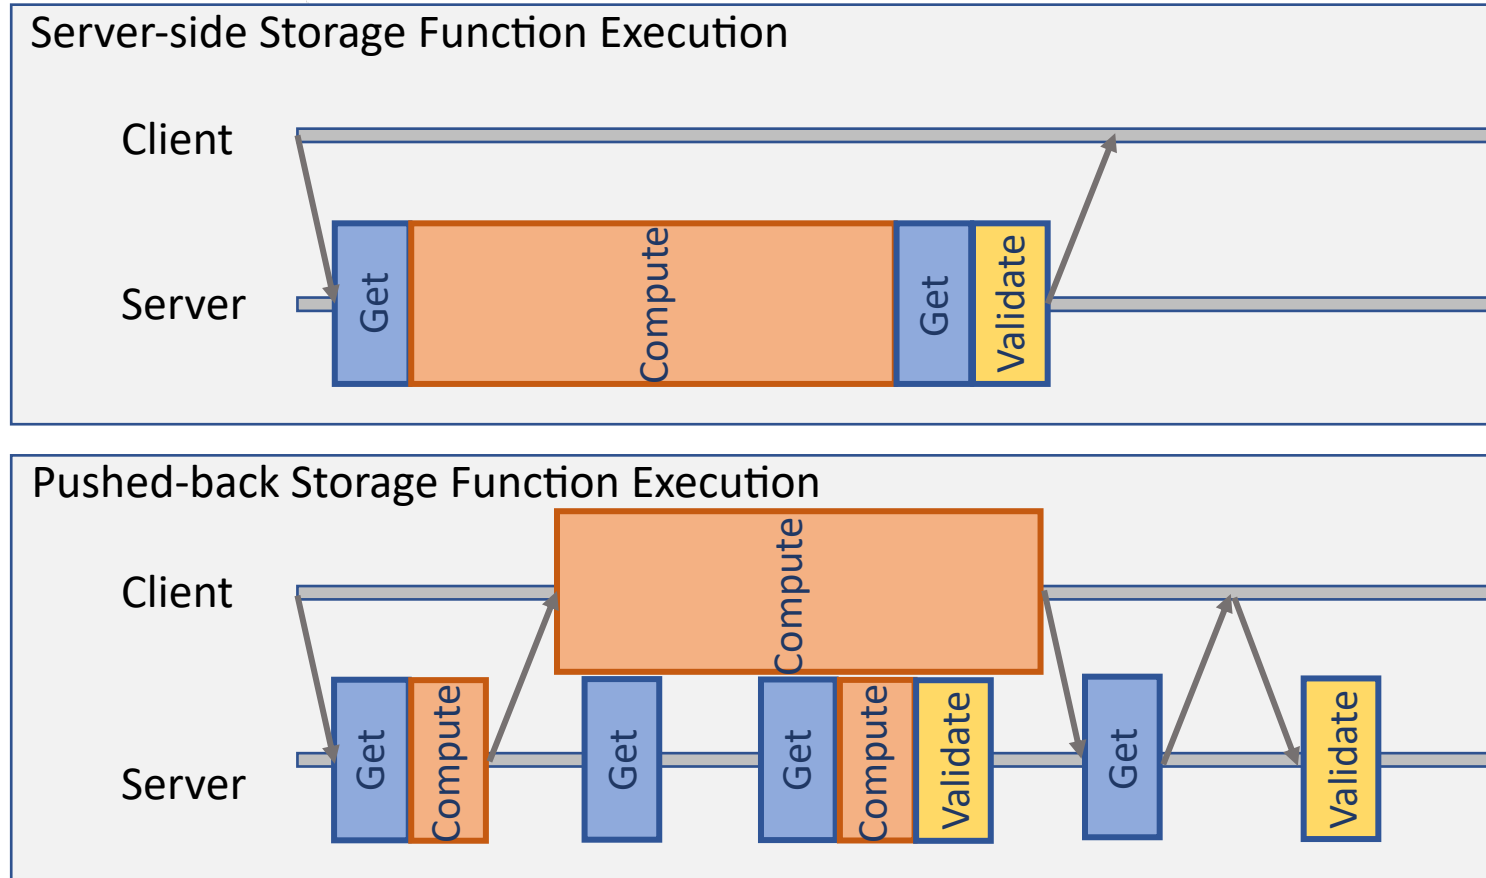 Server-side Storage Function Execution
Client
Server
Get
Compute
Get
Validate
Pushed-back Storage Function Execution
Client
Compute
Server
Get
Compute
Get
Get
Compute
Validate
Get
Validate